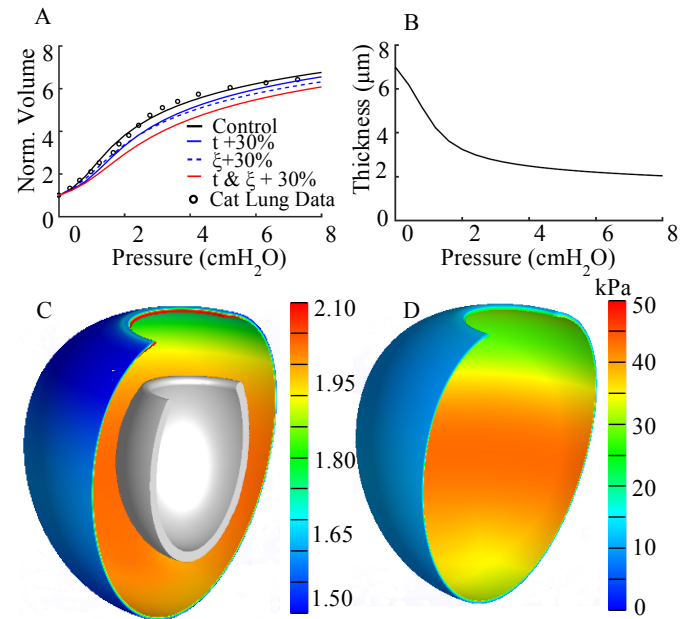 A
Norm. Volume
8
6
4
2
0
0
2
4
6
8
Pressure (cmH₂O)
Control
t +30%
ξ+30%
t & ξ + 30%
Cat Lung Data
B
Thickness (μm)
8
6
4
2
0
0
2
4
6
8
Pressure (cmH₂O)
C
2.10
1.95
1.80
1.65
1.50
D
kPa
50
40
30
20
10
0